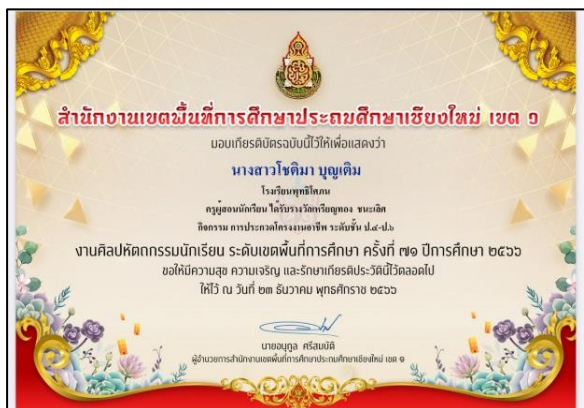 สำนักงานเขตพื้นที่การศึกษาประถมศึกษาเชียงใหม่ เขต ๑
มอบเกียรติบัตรฉบับนี้ไว้ให้เพื่อแสดงว่า
นางสาวโชติมา บุญเติม
โรงเรียนพุทธิโศภน
ครูผู้สอนนักเรียน ได้รับรางวัลเหรียญทอง ชนะเลิศ
กิจกรรม การประกวดโครงงานอาชีพ ระดับชั้น ป.๔-ป.๖
งานศิลปหัตถกรรมนักเรียน ระดับเขตพื้นที่การศึกษา ครั้งที่ ๗๑ ปีการศึกษา ๒๕๖๖
ขอให้มีความสุข ความเจริญ และรักษาเกียรติประวัตินี้ไว้ตลอดไป
ให้ไว้ ณ วันที่ ๒๓ ธันวาคม พุทธศักราช ๒๕๖๖
นายอนุกูล ศรีสมบัติ
ผู้อำนวยการสำนักงานเขตพื้นที่การศึกษาประถมศึกษาเชียงใหม่ เขต ๑